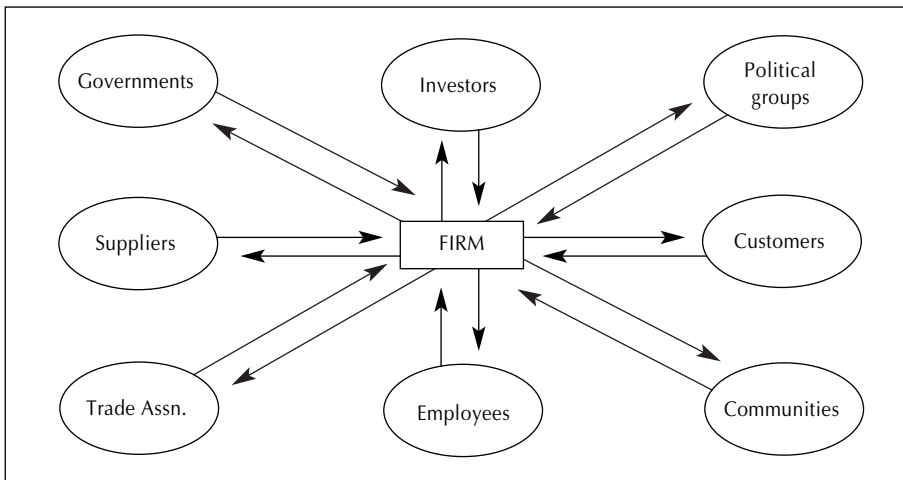 Governments
Investors
Political
groups
Suppliers
FIRM
Customers
Trade Assn.
Employees
Communities